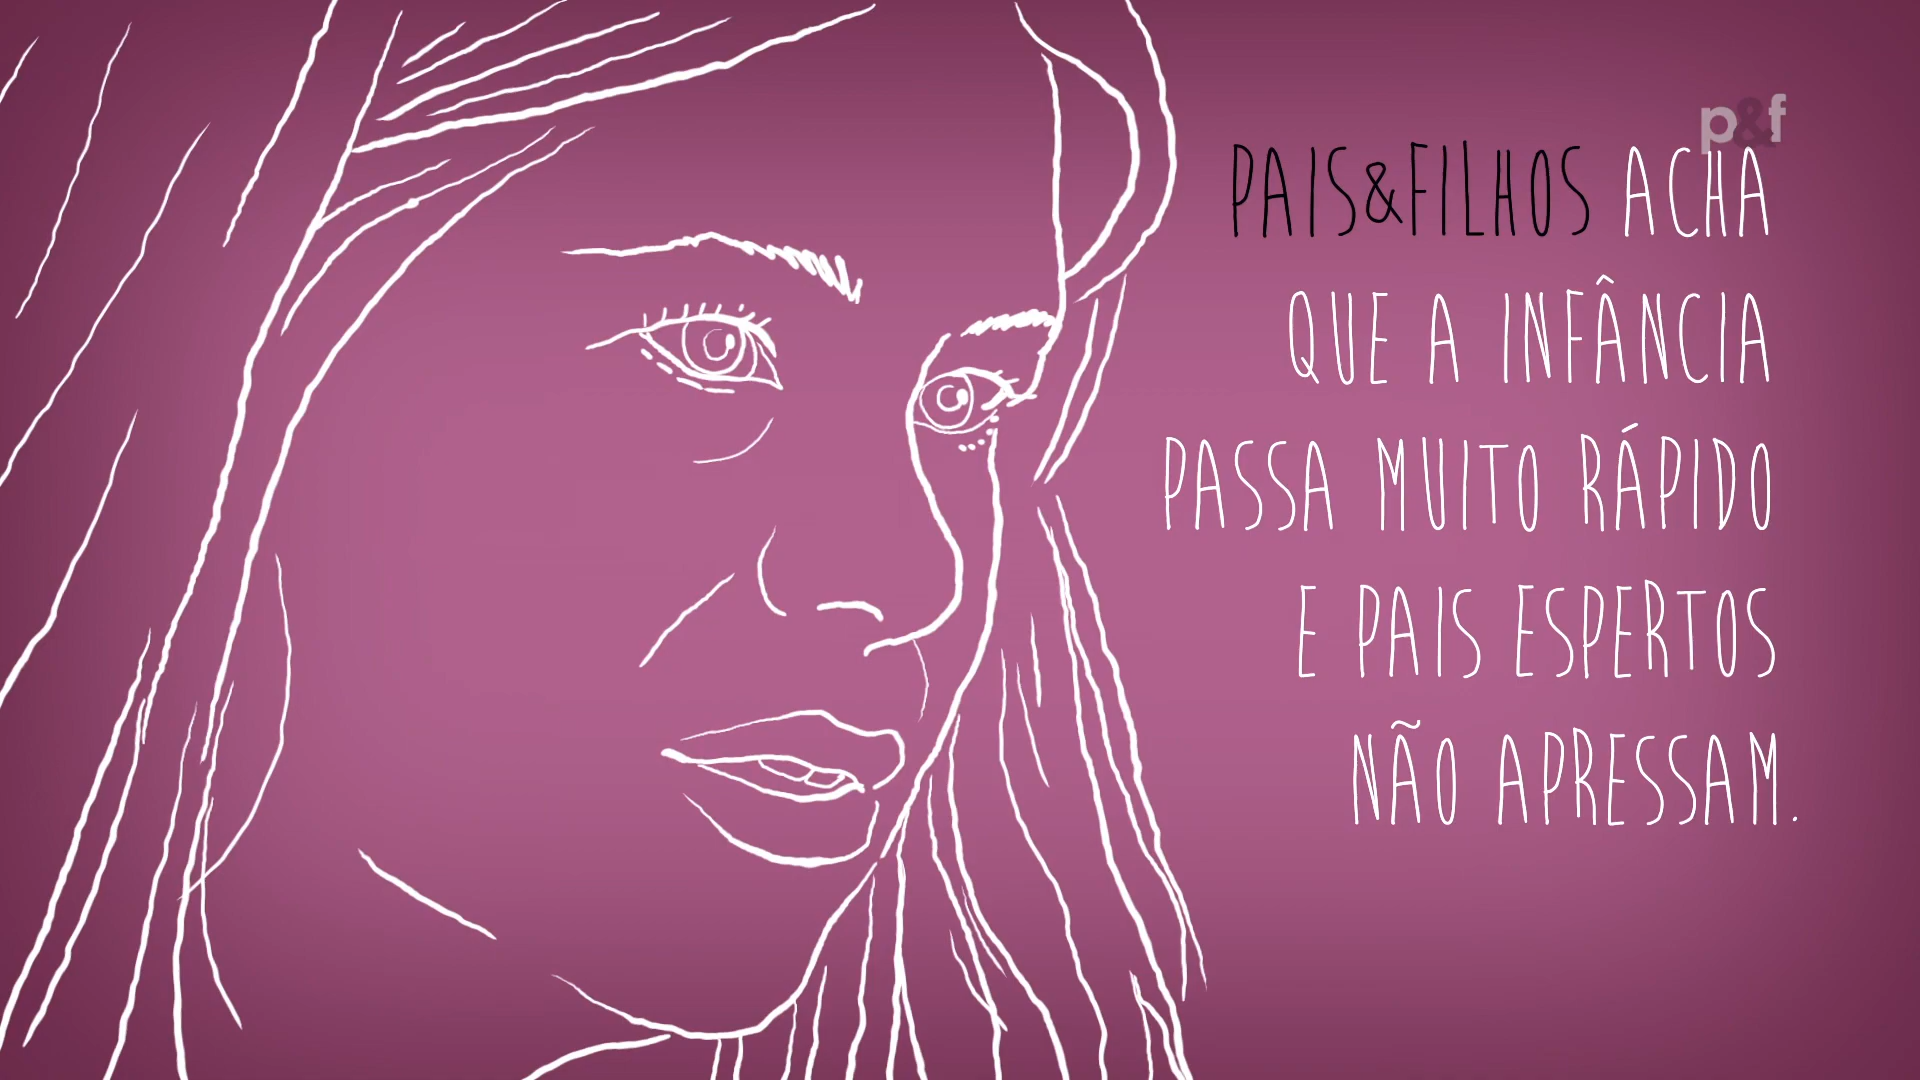 p&f
PAIS&FILHOS ACHA
QUE A INFÂNCIA
PASSA MUITO RÁPIDO
E PAIS ESPERTOS
NÃO APRESSAM.